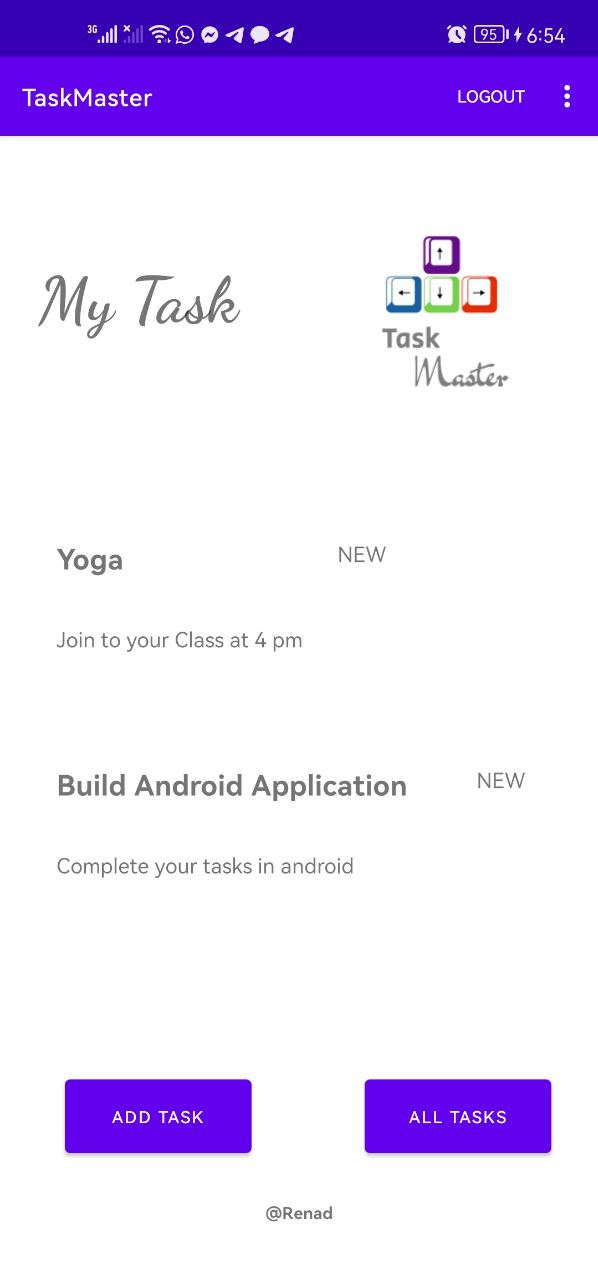 3G 95 6:54
TaskMaster LOGOUT
My Task
Task
Master
Yoga NEW
Join to your Class at 4 pm
Build Android Application NEW
Complete your tasks in android
ADD TASK ALL TASKS
@Renad